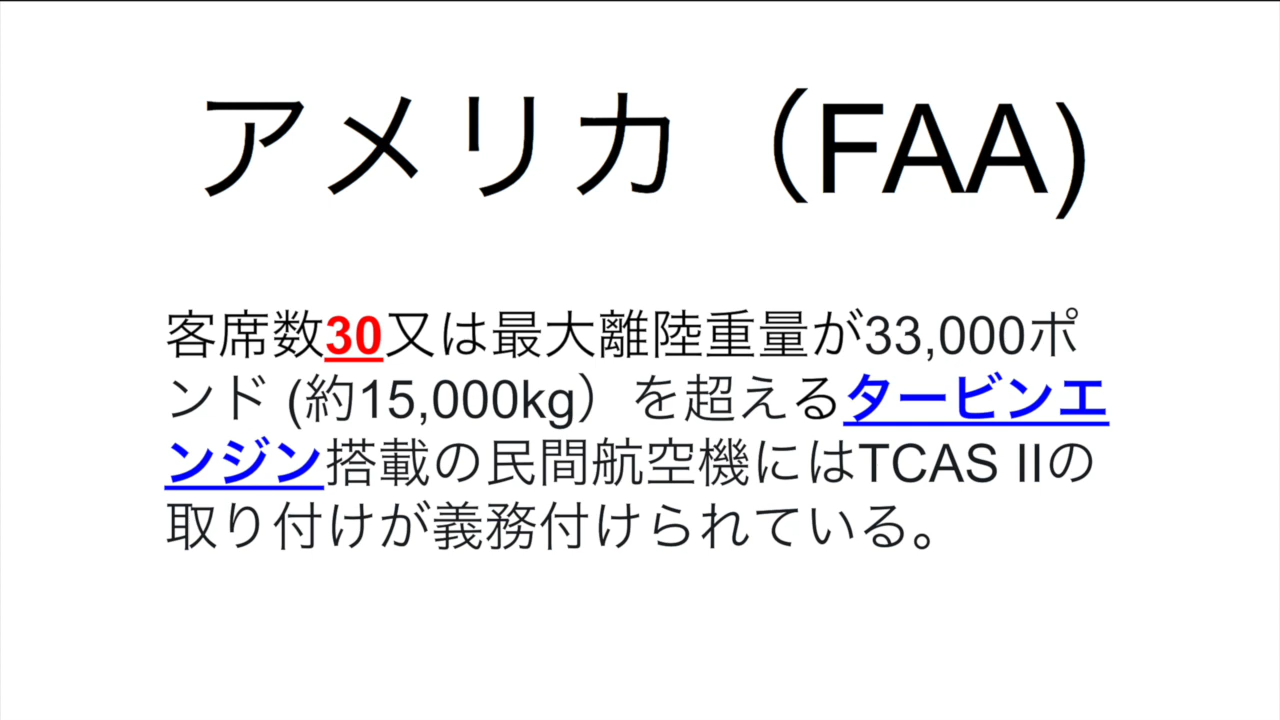 アメリカ（FAA)
客席数30又は最大離陸重量が33,000ポ
ンド (約15,000kg）を超えるタービンエ
ンジン搭載の民間航空機にはTCAS IIの
取り付けが義務付けられている。